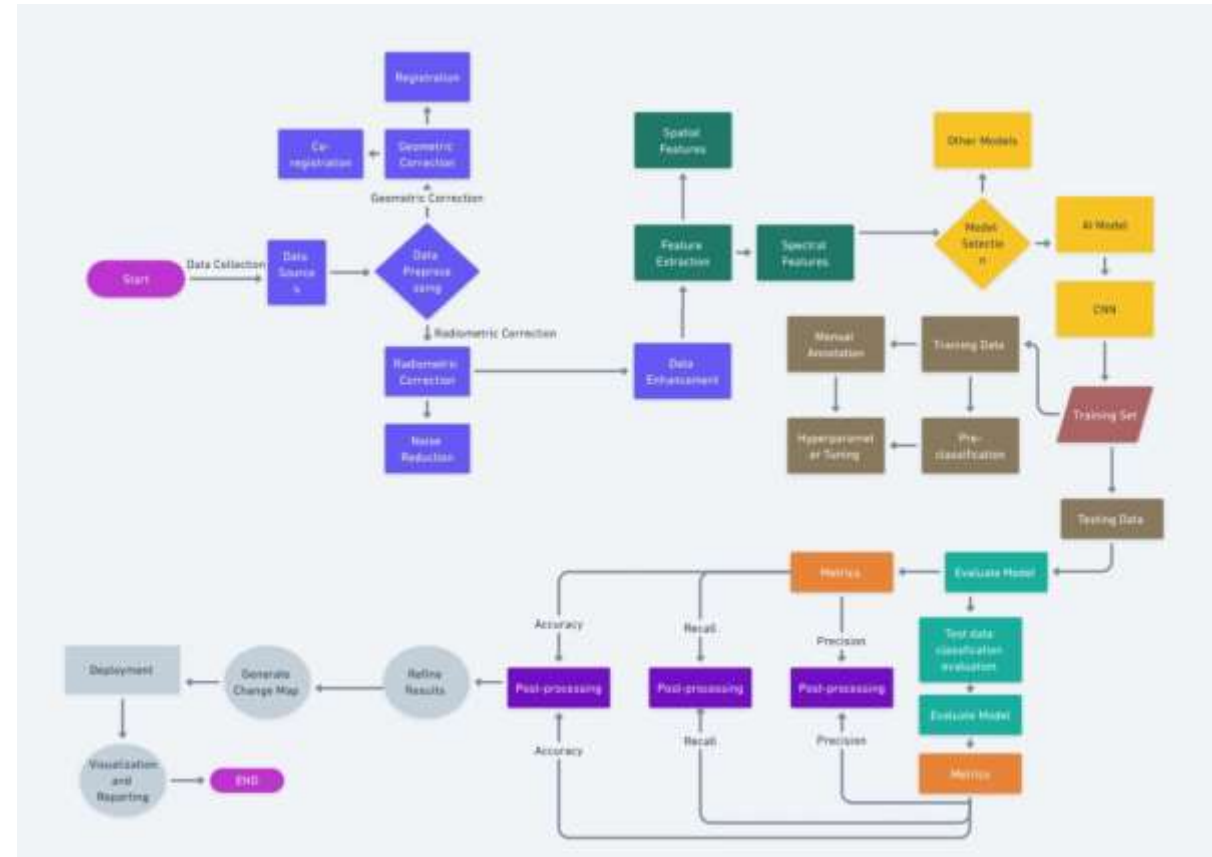 Registration
Co-
registration
Geometric
Correction
Geometric Correction
Start
Data Collection
Data
Source
s
Data
Preproce
ssing
Radiometric Correction
Radiometric
Correction
Noise
Reduction
Data
Enhancement
Spatial
Features
Feature
Extraction
Spectral
Features
Other Models
Model
Selectio
n
AI Model
CNN
Training Set
Training Data
Manual
Annotation
Hyperparamet
er Tuning
Pre-
classification
Testing Data
Evaluate Model
Metrics
Test data
classification
evaluation
Evaluate Model
Metrics
Accuracy
Recall
Precision
Post-processing
Post-processing
Post-processing
Accuracy
Recall
Precision
Refine
Results
Generate
Change Map
Deployment
Visualization
and
Reporting
END